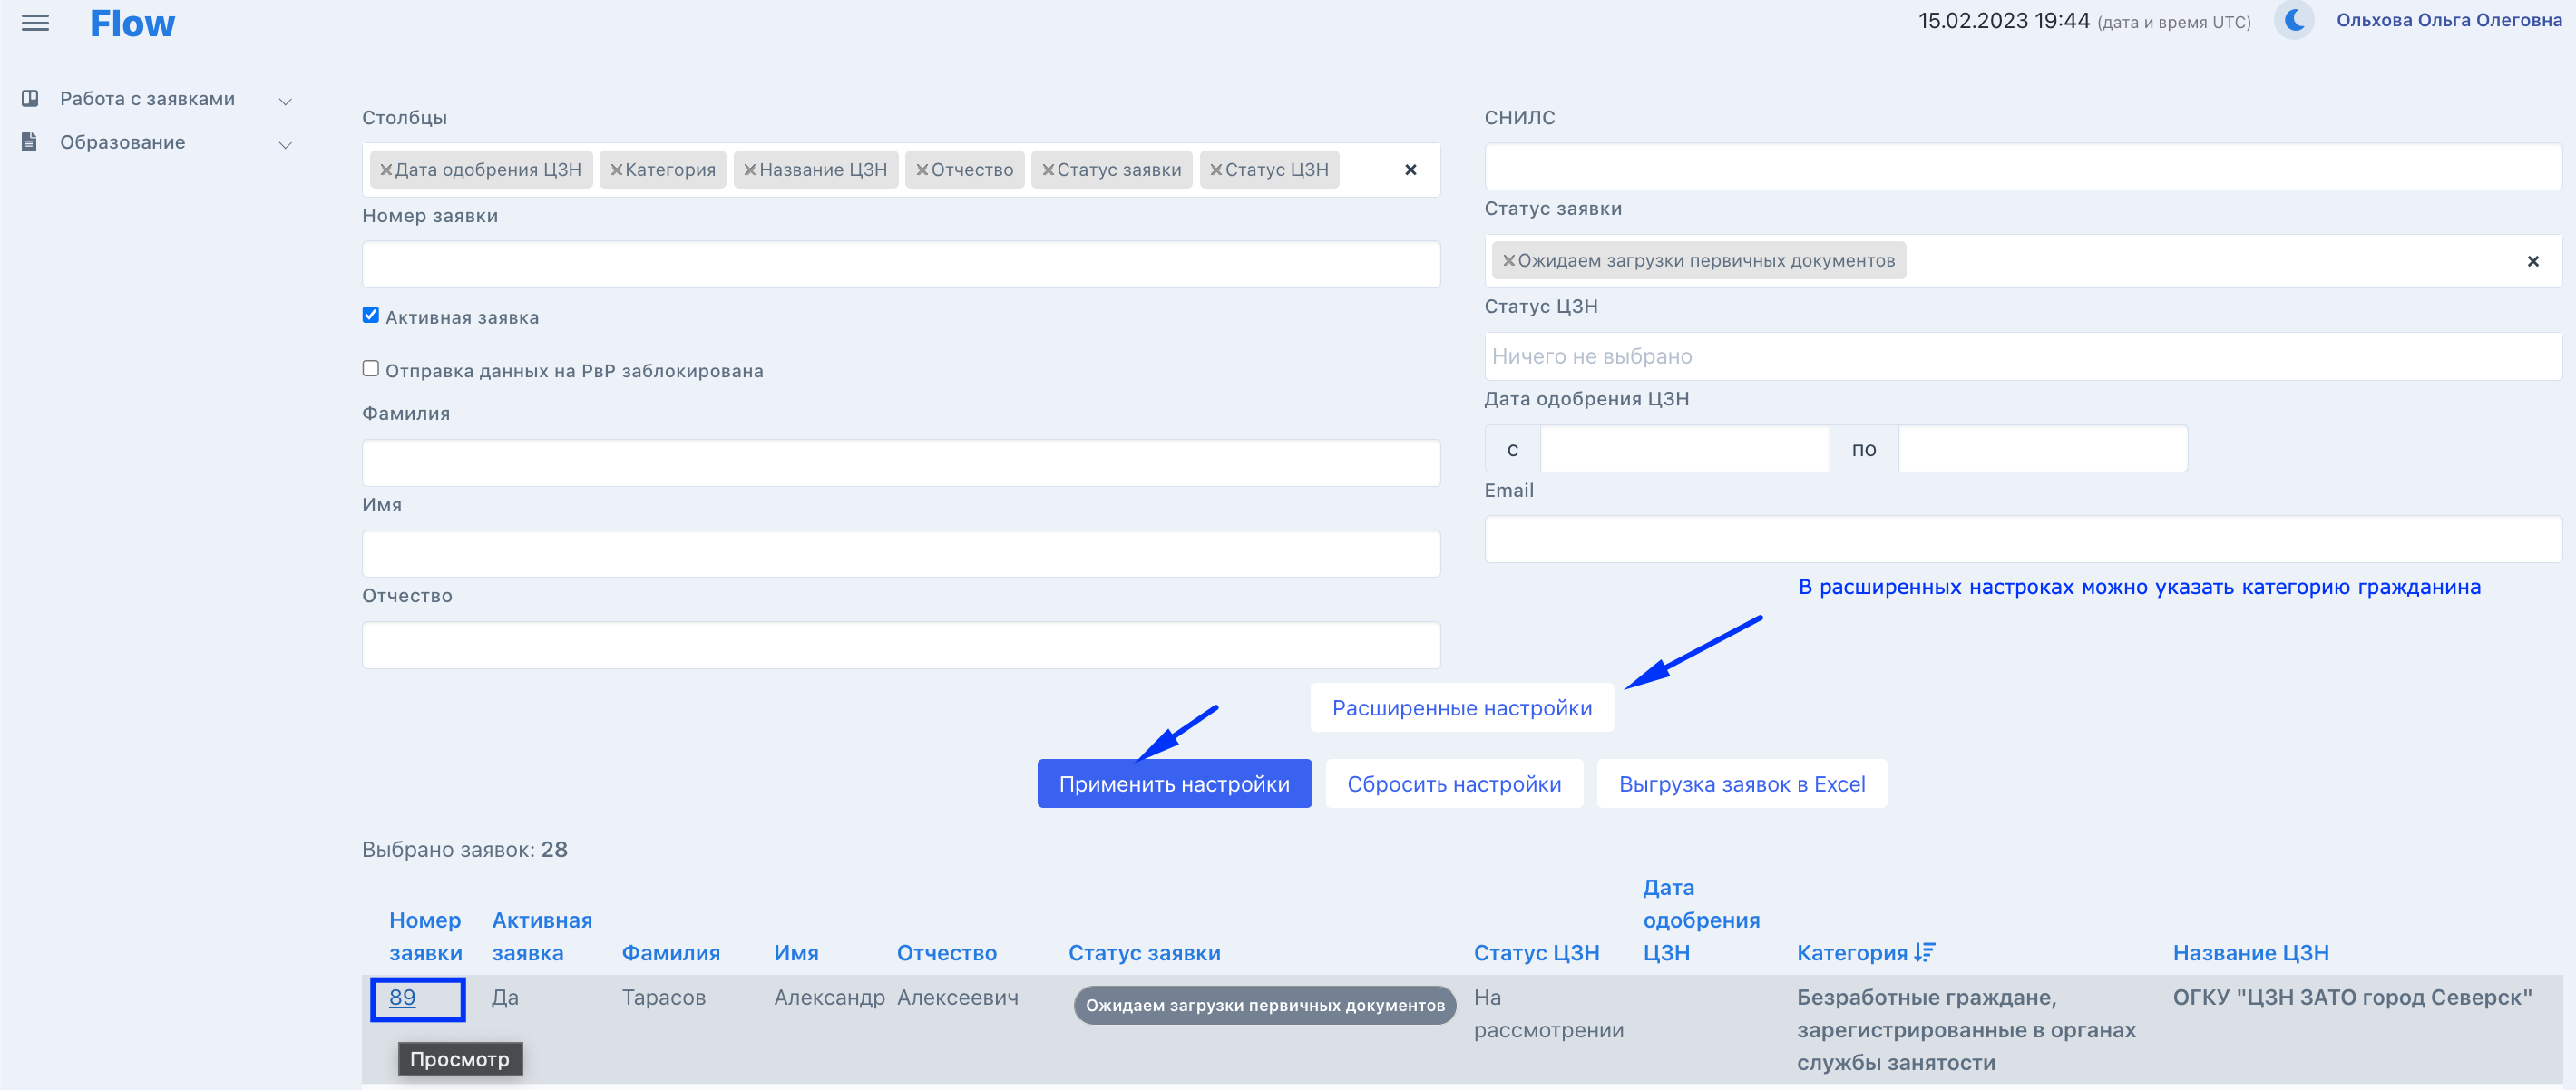 Flow
15.02.2023 19:44 (дата и время UTC)
Ольхова Ольга Олеговна
Работа с заявками
Образование
Столбцы
×Дата одобрения ЦЗН ×Категория ×Название ЦЗН ×Отчество ×Статус заявки ×Статус ЦЗН ×
Номер заявки
Активная заявка
Отправка данных на РвР заблокирована
Фамилия
Имя
Отчество
СНИЛС
Статус заявки
×Ожидаем загрузки первичных документов ×
Статус ЦЗН
Ничего не выбрано
Дата одобрения ЦЗН
с по
Email
В расширенных настроках можно указать категорию гражданина
Расширенные настройки
Применить настройки Сбросить настройки Выгрузка заявок в Excel
Выбрано заявок: 28
Номер
заявки
Активная
заявка
Фамилия
Имя
Отчество
Статус заявки
Статус ЦЗН
Дата
одобрения
ЦЗН
Категория
Название ЦЗН
89
Да
Тарасов
Александр
Алексеевич
Ожидаем загрузки первичных документов
На
рассмотрении
Безработные граждане,
зарегистрированные в органах
службы занятости
ОГКУ "ЦЗН ЗАТО город Северск"
Просмотр